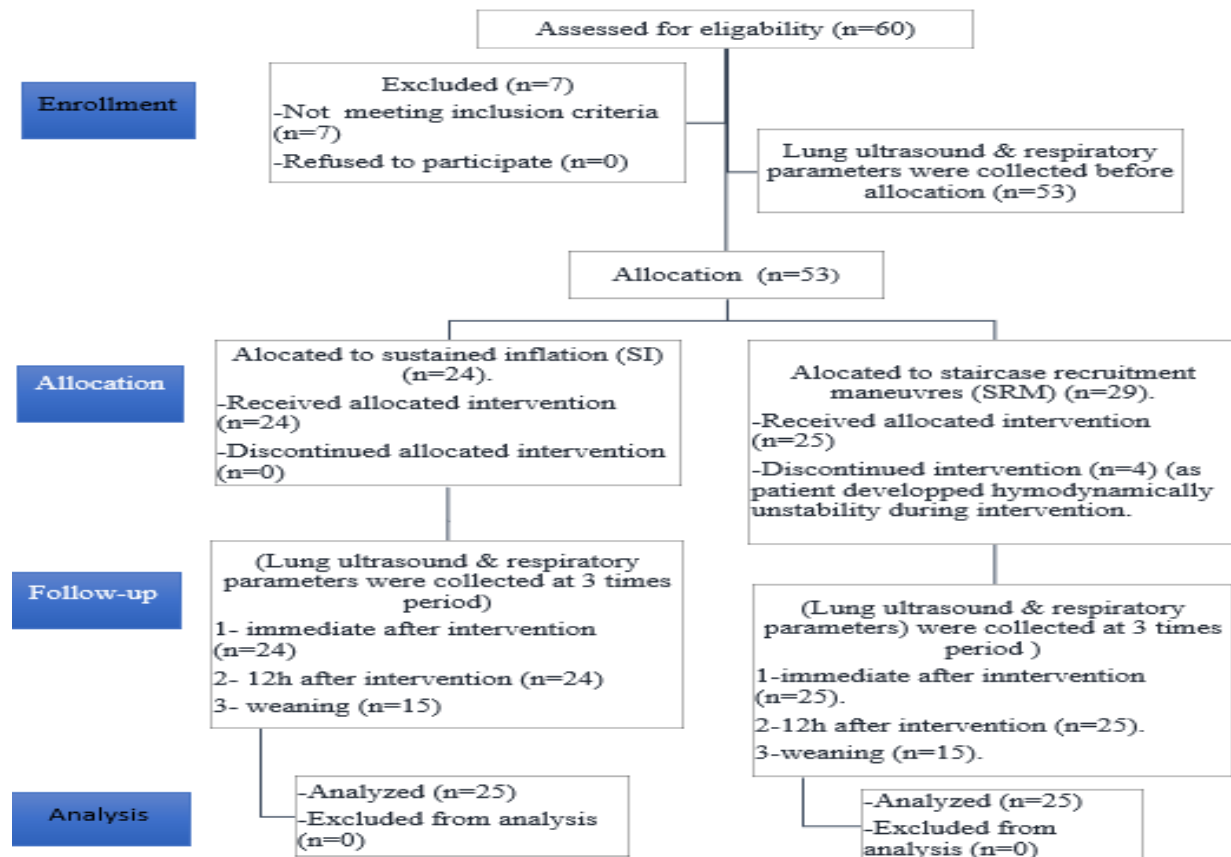 Assessed for eligability (n=60)
Enrollment
Excluded (n=7)
-Not meeting inclusion criteria
(n=7)
-Refused to participate (n=0)
Lung ultrasound & respiratory
parameters were collected before
allocation (n=53)
Allocation (n=53)
Allocation
Alocated to sustained inflation (SI)
(n=24).
-Received allocated intervention
(n=24)
-Discontinued allocated intervention
(n=0)
Alocated to staircase recruitment
maneuvres (SRM) (n=29).
-Received allocated intervention
(n=25)
-Discontinued intervention (n=4) (as
patient developped hymodynamically
unstability during intervention.
Follow-up
(Lung ultrasound & respiratory
parameters were collected at 3 times
period)
1- immediate after intervention
(n=24)
2- 12h after intervention (n=24)
3- weaning (n=15)
(Lung ultrasound & respiratory
parameters) were collected at 3 times
period )
1-immediate after inntervention
(n=25).
2-12h after intervention (n=25).
3-weaning (n=15).
Analysis
-Analyzed (n=25)
-Excluded from analysis
(n=0)
-Analyzed (n=25)
-Excluded from
analysis (n=0)